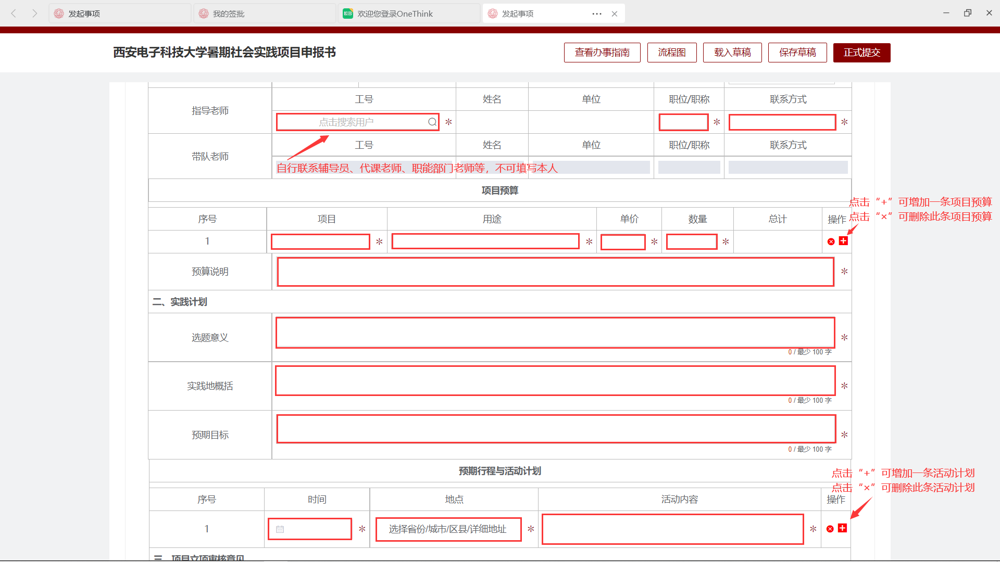 发起事项
我的签批
校园
欢迎您登录OneThink
发起事项
西安电子科技大学暑期社会实践项目申报书
查看办事指南
流程图
载入草稿
保存草稿
正式提交
工号 姓名 单位 职位/职称 联系方式
指导老师
点击搜索用户 * * *
工号 姓名 单位 职位/职称 联系方式
带队老师
自行联系辅导员、代课老师、职能部门老师等，不可填写本人
项目预算
点击“+”可增加一条项目预算
点击“×”可删除此条项目预算
序号 项目 用途 单价 数量 总计 操作
1 * * * *
预算说明 *
二、实践计划
选题意义 *
0 / 最少 100 字
实践地概括 *
0 / 最少 100 字
预期目标 *
0 / 最少 100 字
预期行程与活动计划
点击“+”可增加一条活动计划
点击“×”可删除此条活动计划
序号 时间 地点 活动内容 操作
1 * 选择省份/城市/区县/详细地址 * *
三、项目立项审核意见